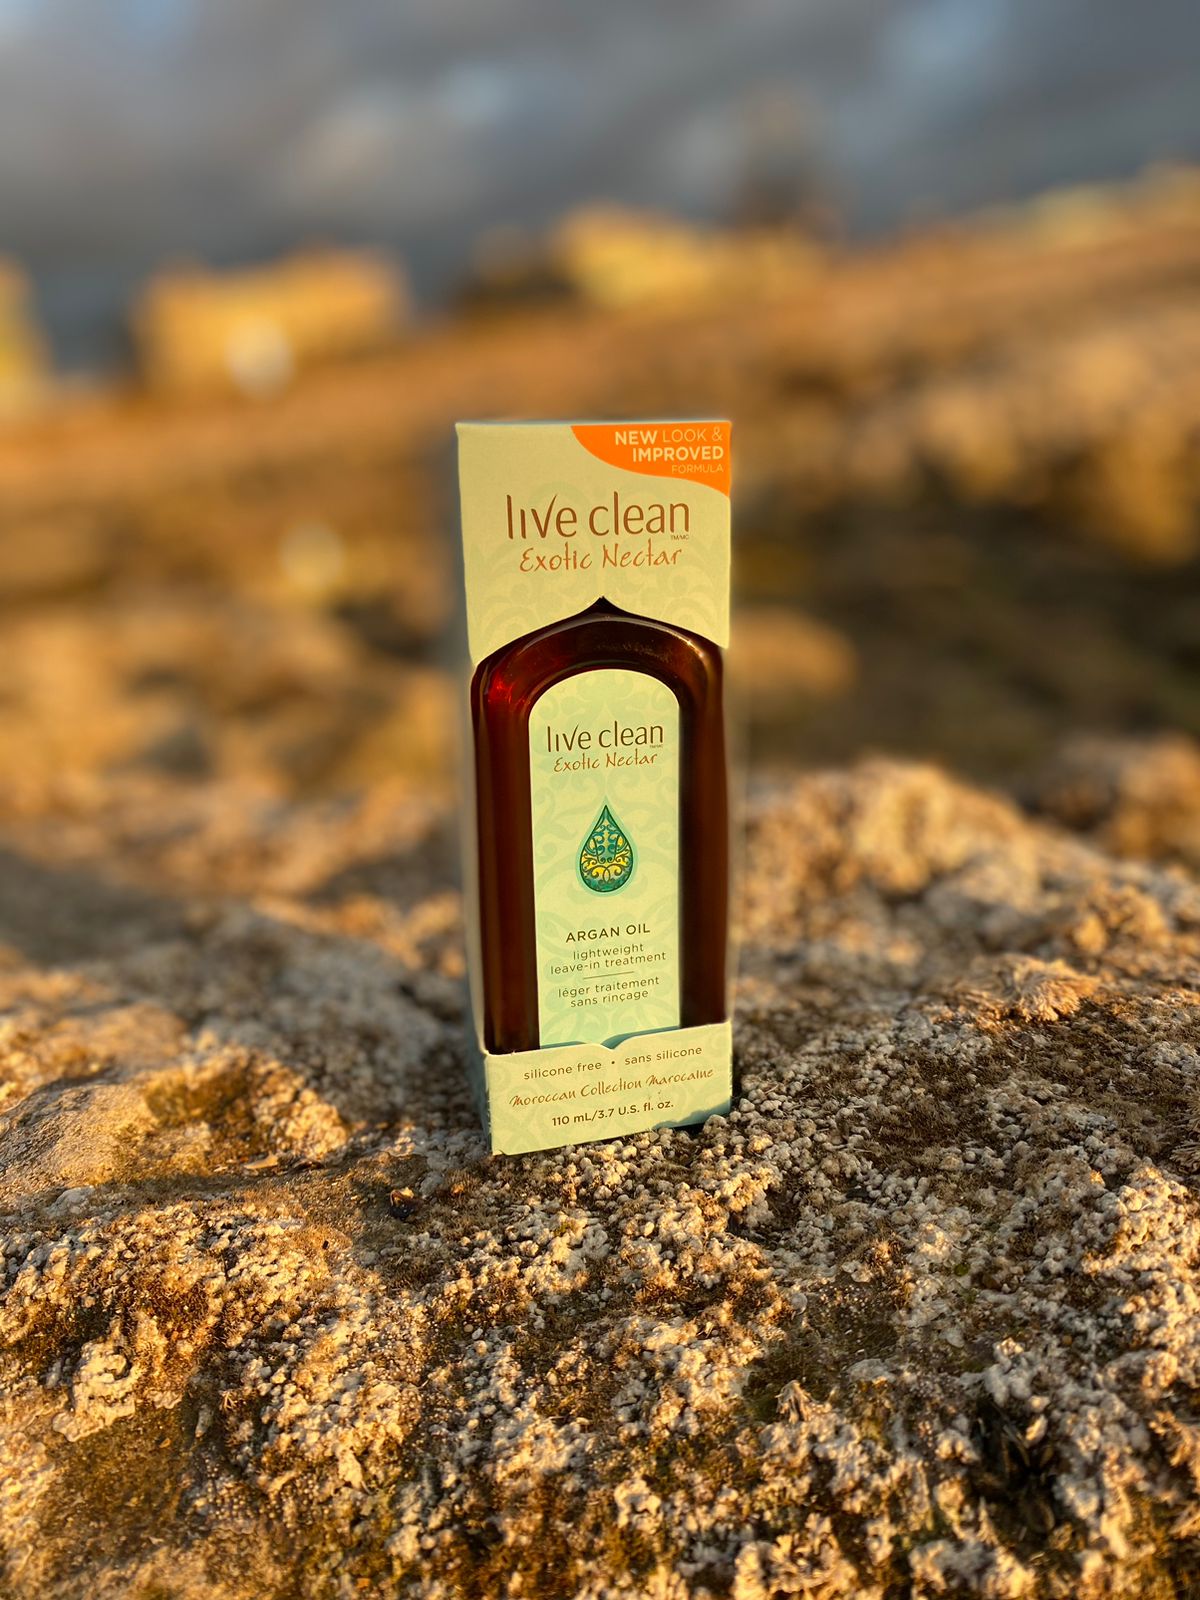 NEW LOOK &
IMPROVED
FORMULA
live clean
TM/MC
Exotic Nectar
live clean
TM/MC
Exotic Nectar
ARGAN OIL
lightweight
leave-in treatment
léger traitement
sans rinçage
silicone free • sans silicone
Moroccan Collection Marocaine
110 mL/3.7 U.S. fl. oz.